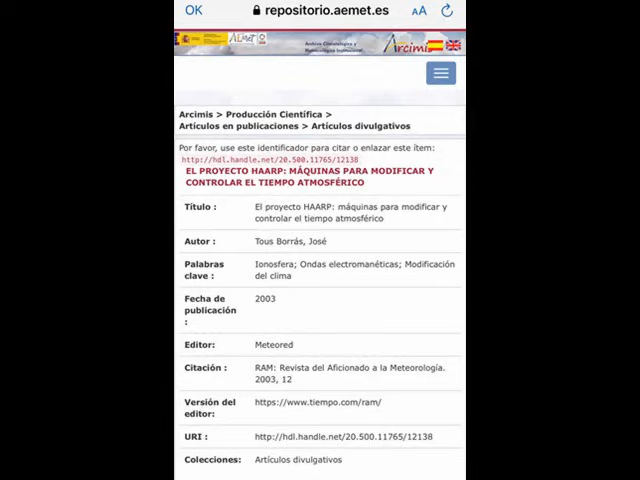 OK
repositorio.aemet.es
AA
AEmet
Archivo Climatológico y
Meteorológico Institucional
Arcimis
Arcimis > Producción Científica >
Artículos en publicaciones > Artículos divulgativos
Por favor, use este identificador para citar o enlazar este ítem:
http://hdl.handle.net/20.500.11765/12138
EL PROYECTO HAARP: MÁQUINAS PARA MODIFICAR Y
CONTROLAR EL TIEMPO ATMOSFÉRICO
Título : El proyecto HAARP: máquinas para modificar y
controlar el tiempo atmosférico
Autor : Tous Borrás, José
Palabras clave : Ionosfera; Ondas electromanéticas; Modificación
del clima
Fecha de publicación : 2003
Editor: Meteored
Citación : RAM: Revista del Aficionado a la Meteorología.
2003, 12
Versión del editor: https://www.tiempo.com/ram/
URI : http://hdl.handle.net/20.500.11765/12138
Colecciones: Artículos divulgativos